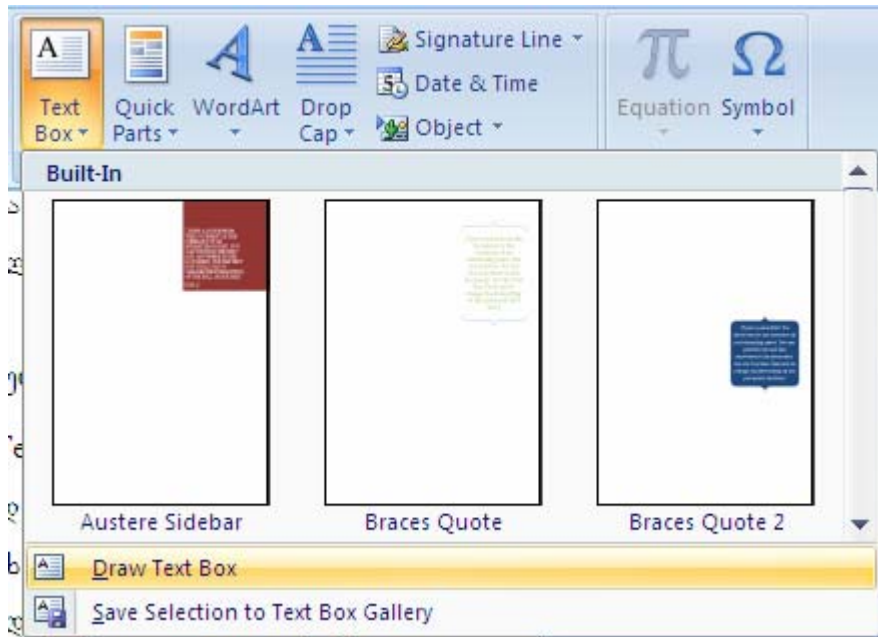 Text Box
Quick Parts
WordArt
Drop Cap
Signature Line
Date & Time
Object
Equation
Symbol
Built-In
Austere Sidebar
Braces Quote
Braces Quote 2
Draw Text Box
Save Selection to Text Box Gallery